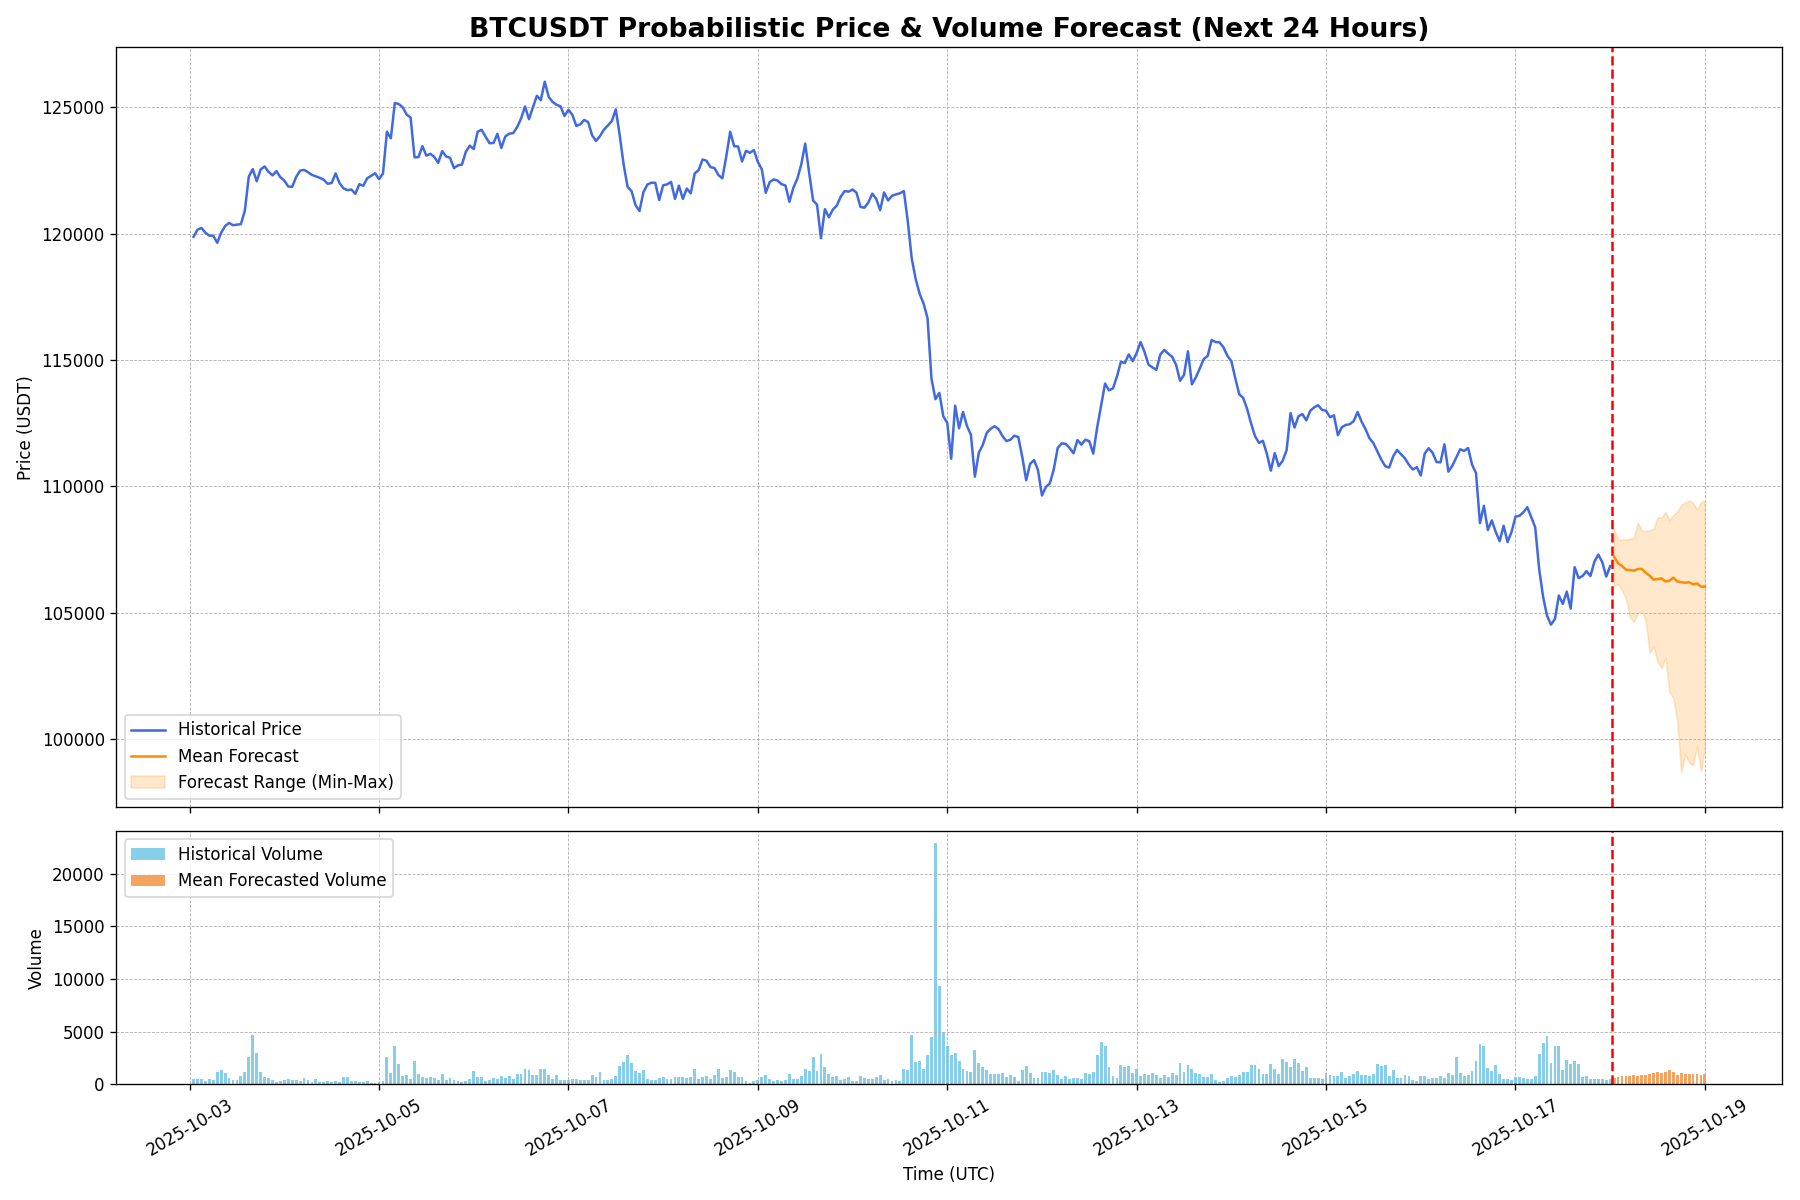 BTCUSDT Probabilistic Price & Volume Forecast (Next 24 Hours)
Price (USDT)
125000
120000
115000
110000
105000
100000
Historical Price
Mean Forecast
Forecast Range (Min-Max)
Volume
20000
15000
10000
5000
0
Historical Volume
Mean Forecasted Volume
2025-10-03
2025-10-05
2025-10-07
2025-10-09
2025-10-11
2025-10-13
2025-10-15
2025-10-17
2025-10-19
Time (UTC)